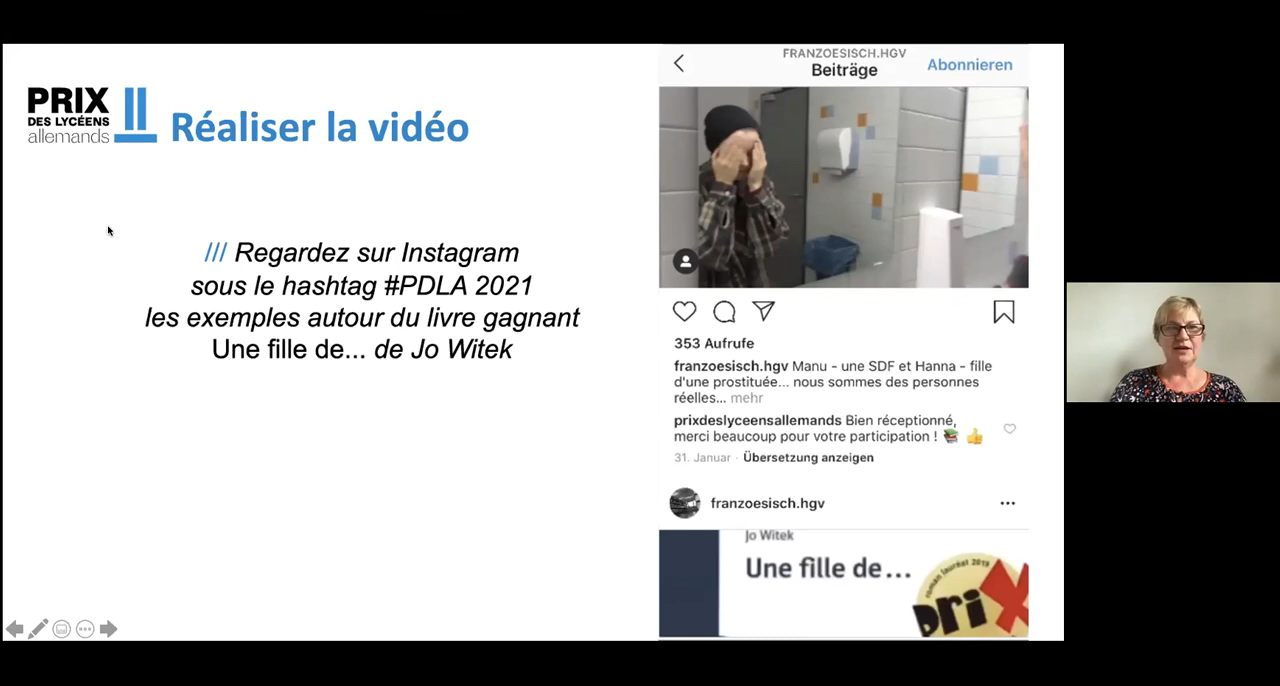 PRIX
DES LYCÉENS
allemands
Réaliser la vidéo
/// Regardez sur Instagram
sous le hashtag #PDLA 2021
les exemples autour du livre gagnant
Une fille de... de Jo Witek
FRANZOESISCH.HGV
Beiträge
Abonnieren
353 Aufrufe
franzoesisch.hgv Manu - une SDF et Hanna - fille
d'une prostituée... nous sommes des personnes
réelles... mehr
prixdeslyceensallemands Bien réceptionné,
merci beaucoup pour votre participation ! 📚 👍
31. Januar · Übersetzung anzeigen
franzoesisch.hgv
Jo Witek
Une fille de...
roman lauréat 2019
prix